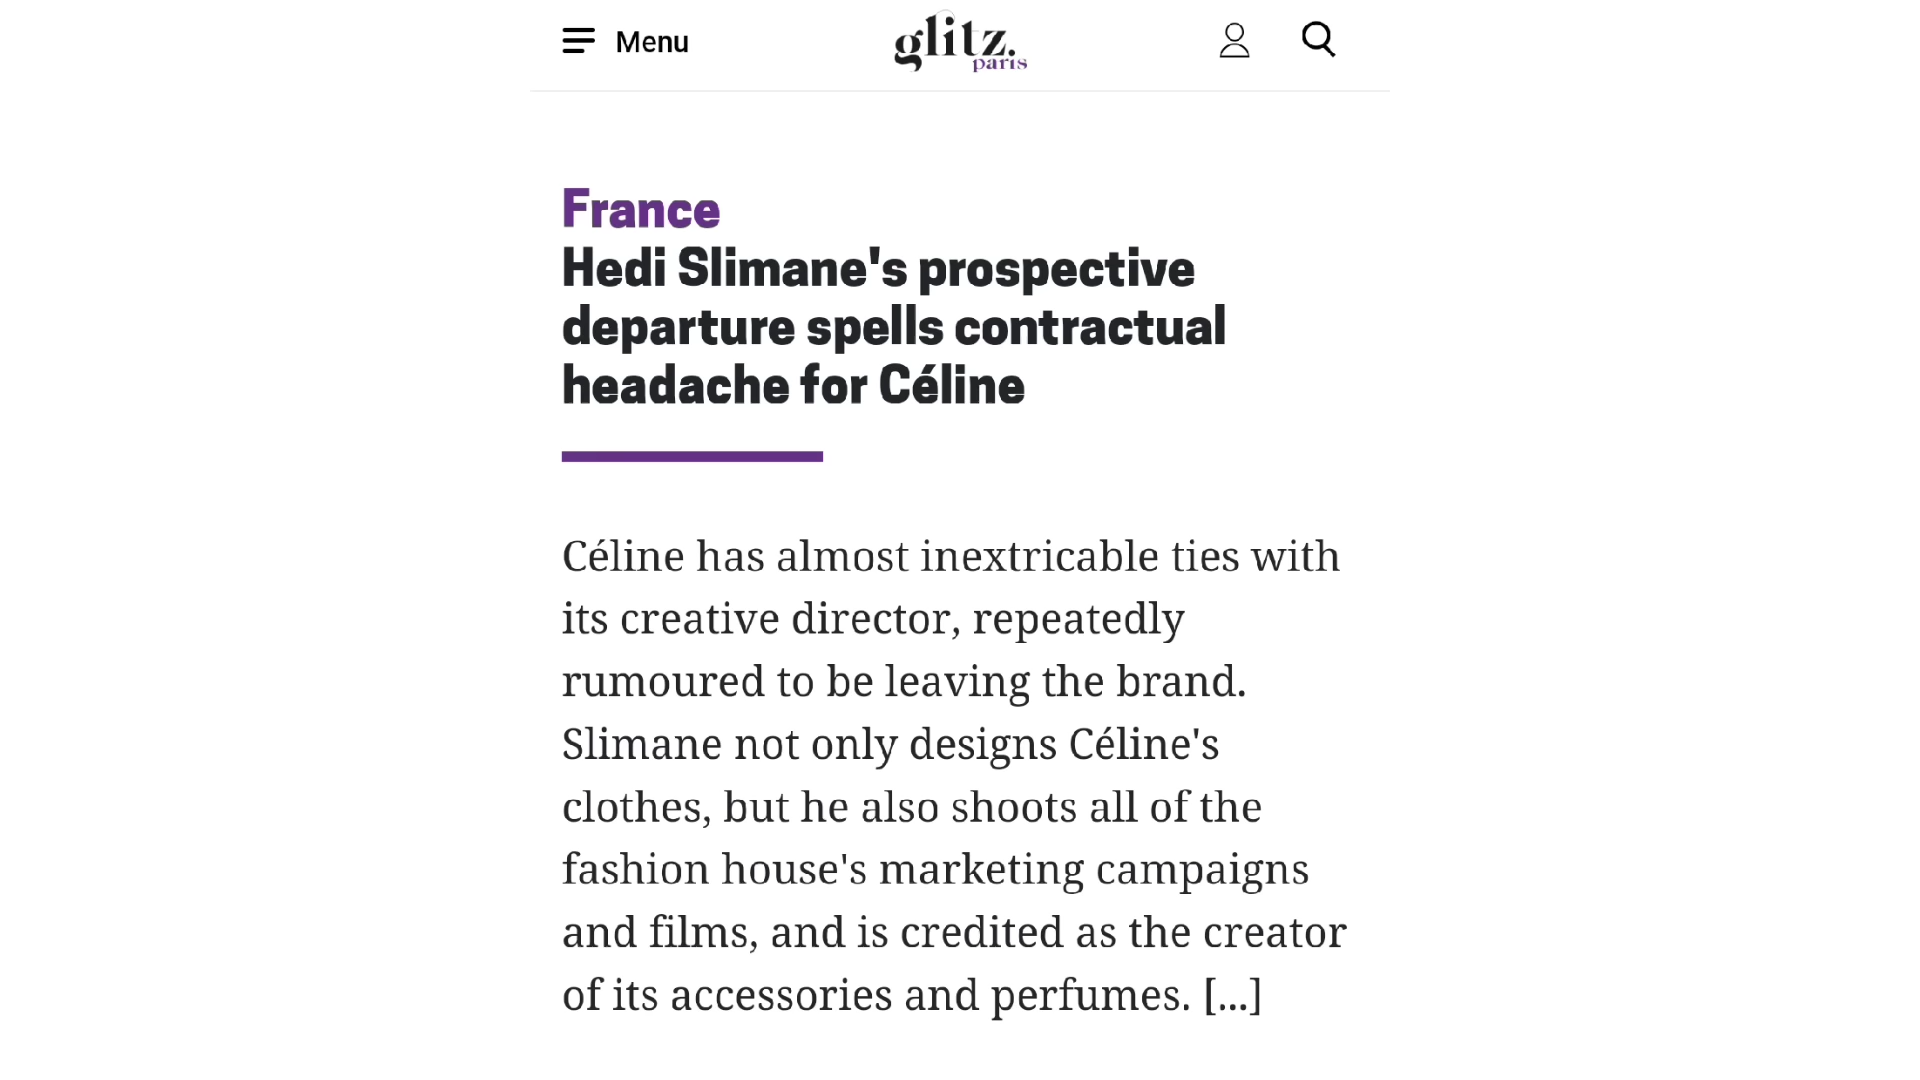 Menu
glitz.
paris
France
Hedi Slimane's prospective
departure spells contractual
headache for Céline
Céline has almost inextricable ties with
its creative director, repeatedly
rumoured to be leaving the brand.
Slimane not only designs Céline's
clothes, but he also shoots all of the
fashion house's marketing campaigns
and films, and is credited as the creator
of its accessories and perfumes. [...]